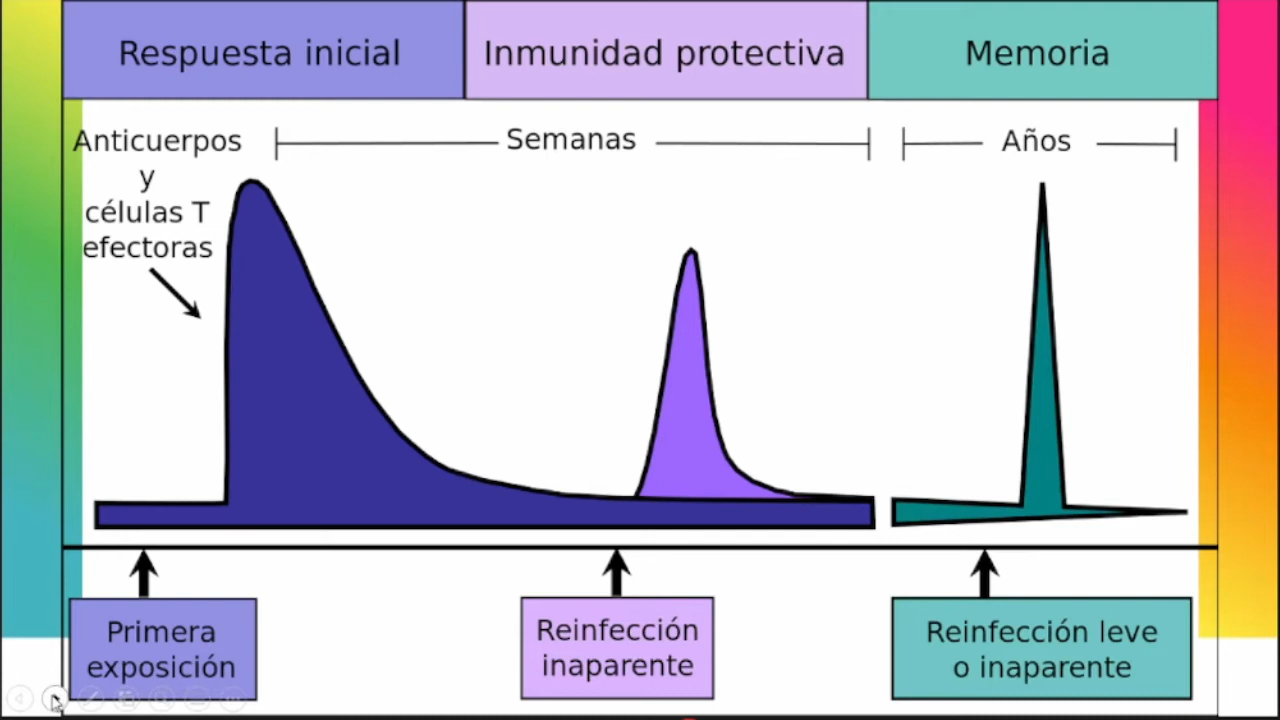 Respuesta inicial
Inmunidad protectiva
Memoria
Anticuerpos
y
células T
efectoras
Semanas
Años
Primera
exposición
Reinfección
inaparente
Reinfección leve
o inaparente